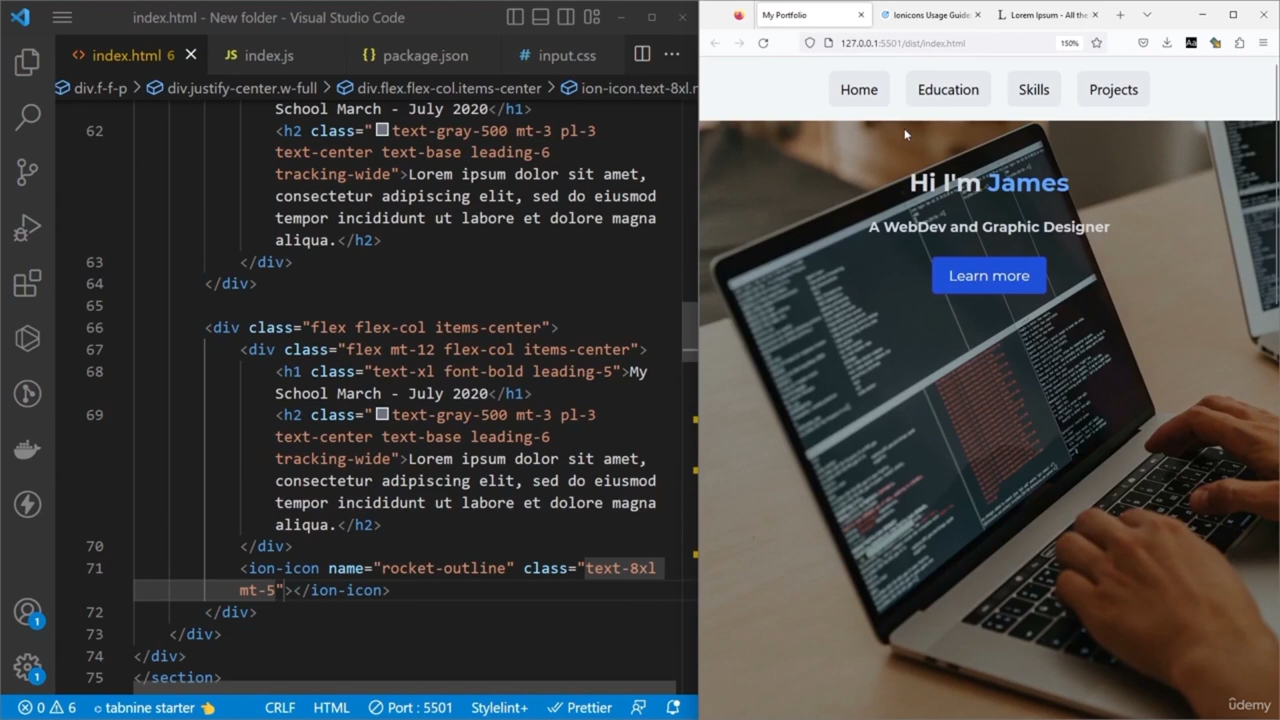 index.html - New folder - Visual Studio Code
index.html 6
JS index.js
{} package.json
# input.css
div.f-f-p > div.justify-center.w-full > div.flex.flex-col.items-center > ion-icon.text-8xl.
School March - July 2020</h1>
62 <h2 class="text-gray-500 mt-3 pl-3
text-center text-base leading-6
tracking-wide">Lorem ipsum dolor sit amet,
consectetur adipiscing elit, sed do eiusmod
tempor incididunt ut labore et dolore magna
aliqua.</h2>
63 </div>
64 </div>
65
66 <div class="flex flex-col items-center">
67 <div class="flex mt-12 flex-col items-center">
68 <h1 class="text-xl font-bold leading-5">My
School March - July 2020</h1>
69 <h2 class="text-gray-500 mt-3 pl-3
text-center text-base leading-6
tracking-wide">Lorem ipsum dolor sit amet,
consectetur adipiscing elit, sed do eiusmod
tempor incididunt ut labore et dolore magna
aliqua.</h2>
70 </div>
71 <ion-icon name="rocket-outline" class="text-8xl
mt-5"></ion-icon>
72 </div>
73 </div>
74 </div>
75 </section>
1
1
0 6 tabnine starter 👈 CRLF HTML Port : 5501 Stylelint+ Prettier
My Portfolio
Ionicons Usage Guide
Lorem Ipsum - All the
127.0.0.1:5501/dist/index.html
150%
Home Education Skills Projects
Hi I'm James
A WebDev and Graphic Designer
Learn more
ûdemy